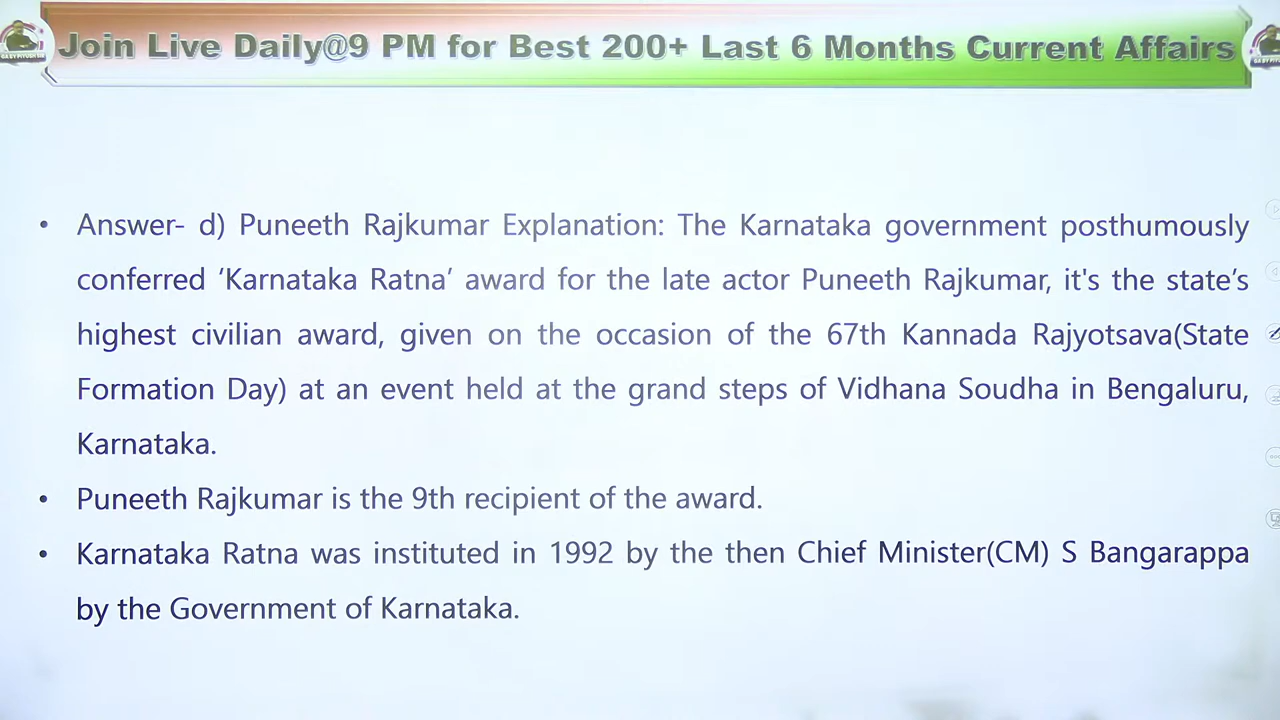 Join Live Daily@9 PM for Best 200+ Last 6 Months Current Affairs
• Answer- d) Puneeth Rajkumar Explanation: The Karnataka government posthumously
conferred ‘Karnataka Ratna’ award for the late actor Puneeth Rajkumar, it's the state’s
highest civilian award, given on the occasion of the 67th Kannada Rajyotsava(State
Formation Day) at an event held at the grand steps of Vidhana Soudha in Bengaluru,
Karnataka.
• Puneeth Rajkumar is the 9th recipient of the award.
• Karnataka Ratna was instituted in 1992 by the then Chief Minister(CM) S Bangarappa
by the Government of Karnataka.